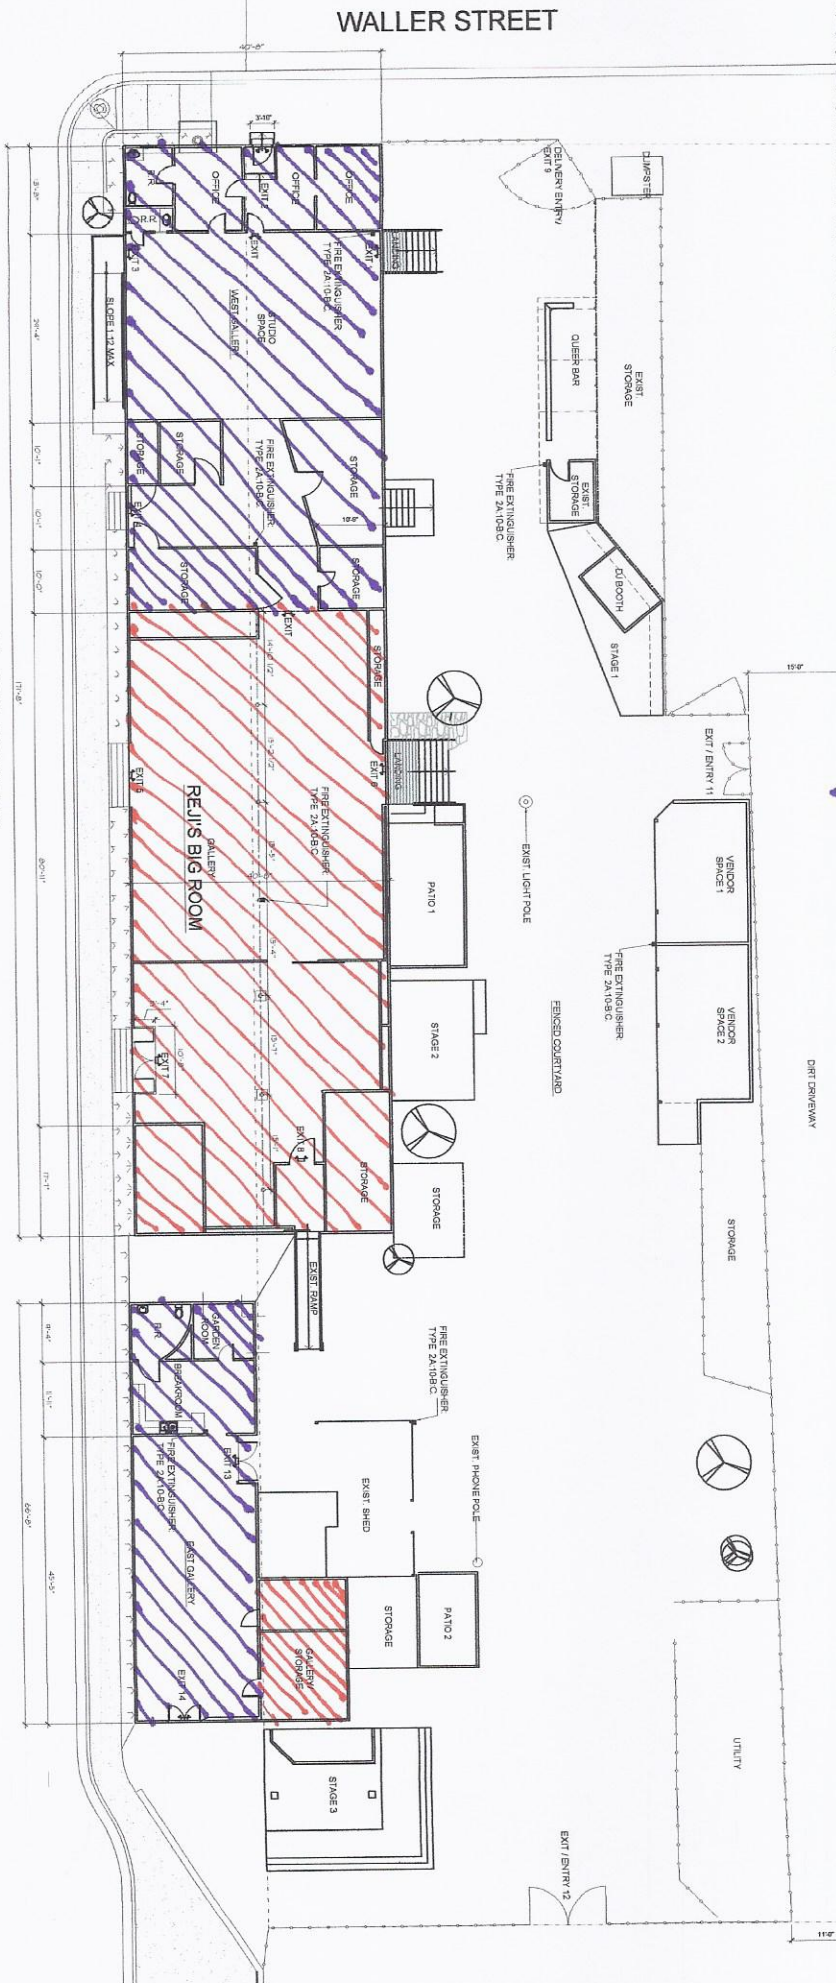 WALLER STREET
40'-8"
3'-10"
R.R.
OFFICE
EXIT 2
OFFICE
OFFICE
DELIVERY ENTRY/
EXIT 9
DUMPSTER
R.R.
EXIT 3
EXIT
FIRE EXTINGUISHER:
TYPE 2A:10-B:C.
EXIT
LANDING
SLOPE 1:12 MAX
STUDIO
SPACE
WEST GALLERY
QUEER BAR
EXIST.
STORAGE
STORAGE
STORAGE
FIRE EXTINGUISHER:
TYPE 2A:10-B:C.
STORAGE
10'-1"
FIRE EXTINGUISHER:
TYPE 2A:10-B:C.
EXIST.
STORAGE
10'-0"
STORAGE
STORAGE
EXIT
DJ BOOTH
STAGE 1
STORAGE
15'-8"
171'-8"
EXIT 5
EXIT 6
LANDING
EXIT / ENTRY 11
GALLERY
REJI'S BIG ROOM
FIRE EXTINGUISHER:
TYPE 2A:10-B:C.
80'-11"
PATIO 1
EXIST. LIGHT POLE
VENDOR
SPACE 1
FIRE EXTINGUISHER:
TYPE 2A:10-B:C.
VENDOR
SPACE 2
STAGE 2
FENCED COURTYARD
DIRT DRIVEWAY
EXIT 7
EXIT 8
STORAGE
STORAGE
STORAGE
17'-7"
EXIST. RAMP
R.R.
GARDEN
ROOM
BREAKROOM
FIRE EXTINGUISHER:
TYPE 2A:10-B:C.
FIRE EXTINGUISHER:
TYPE 2A:10-B:C.
EXIT 13
EXIST. SHED
EXIST. PHONE POLE
EAST GALLERY
66'-8"
45'-5"
GALLERY/
STORAGE
STORAGE
PATIO 2
EXIT 14
STAGE 3
UTILITY
EXIT / ENTRY 12